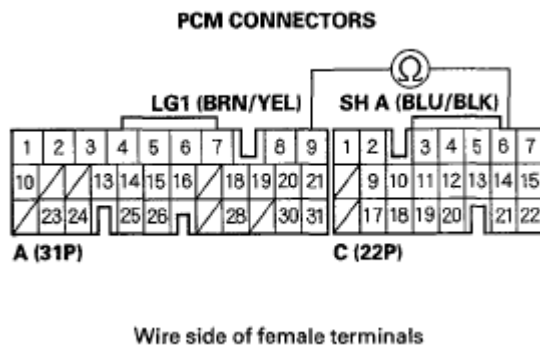 PCM CONNECTORS
Ω
LG1 (BRN/YEL) SH A (BLU/BLK)
1 2 3 4 5 6 7 8 9 1 2 3 4 5 6 7
10 13 14 15 16 18 19 20 21 9 10 11 12 13 14 15
23 24 25 26 28 30 31 17 18 19 20 21 22
A (31P) C (22P)
Wire side of female terminals